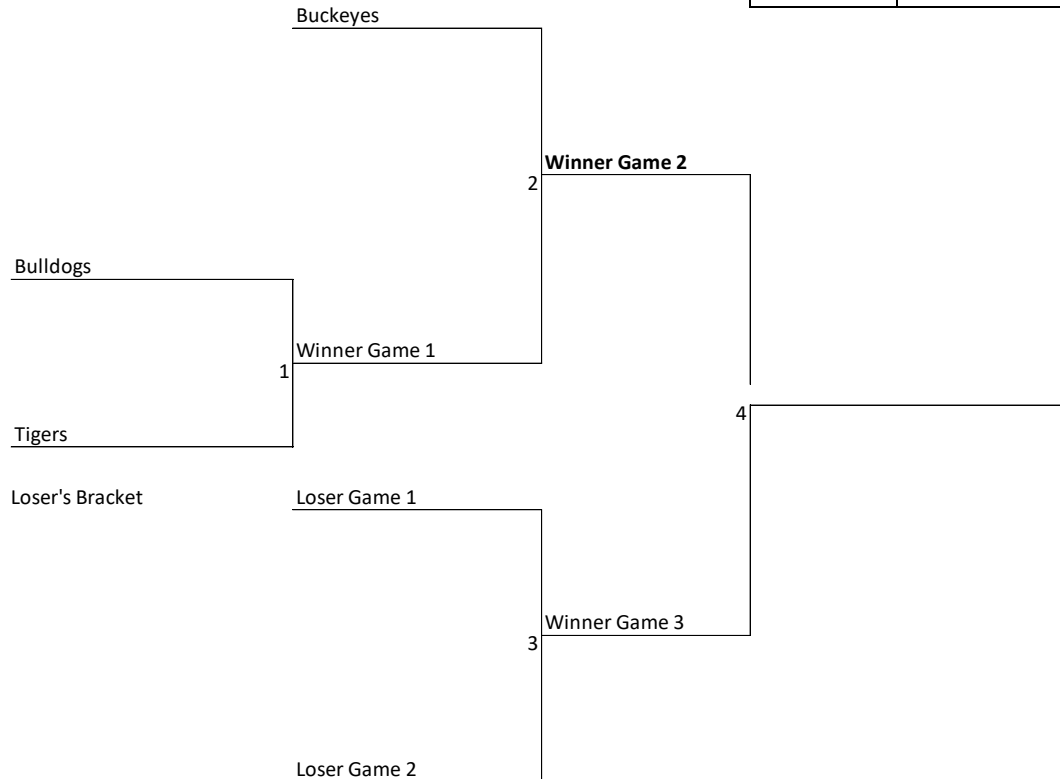 Buckeyes
Winner Game 2
2
Bulldogs
Winner Game 1
1
4
Tigers
Loser's Bracket
Loser Game 1
Winner Game 3
3
Loser Game 2